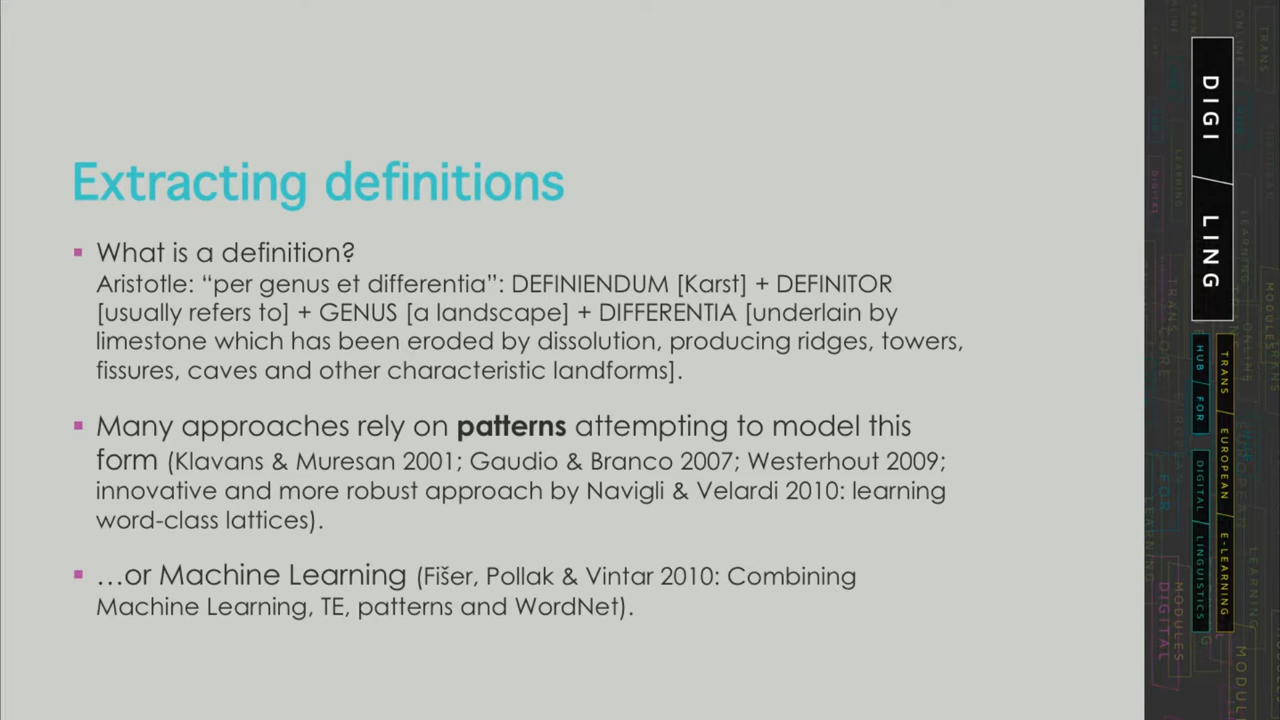 Extracting definitions
▪ What is a definition?
Aristotle: “per genus et differentia”: DEFINIENDUM [Karst] + DEFINITOR
[usually refers to] + GENUS [a landscape] + DIFFERENTIA [underlain by
limestone which has been eroded by dissolution, producing ridges, towers,
fissures, caves and other characteristic landforms].
▪ Many approaches rely on patterns attempting to model this
form (Klavans & Muresan 2001; Gaudio & Branco 2007; Westerhout 2009;
innovative and more robust approach by Navigli & Velardi 2010: learning
word-class lattices).
▪ …or Machine Learning (Fišer, Pollak & Vintar 2010: Combining
Machine Learning, TE, patterns and WordNet).
DIGI / LING
TRANS / EUROPEAN / E-LEARNING
HUB / FOR / DIGITAL / LINGUISTICS